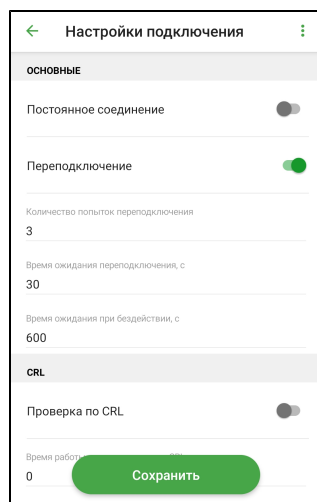 Настройки подключения
ОСНОВНЫЕ
Постоянное соединение
Переподключение
Количество попыток переподключения
3
Время ожидания переподключения, с
30
Время ожидания при бездействии, с
600
CRL
Проверка по CRL
Время работы
0
Сохранить